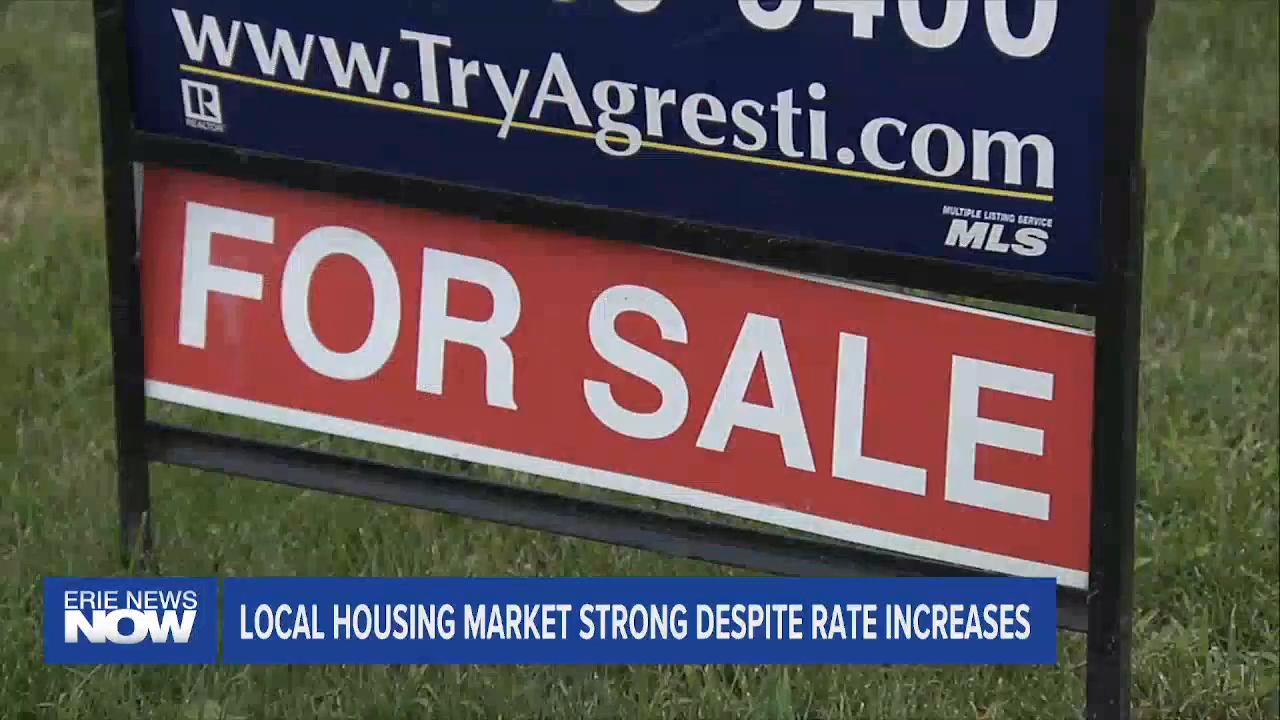 www.TryAgresti.com
REALTOR
MULTIPLE LISTING SERVICE
MLS
FOR SALE
ERIE NEWS
NOW
LOCAL HOUSING MARKET STRONG DESPITE RATE INCREASES